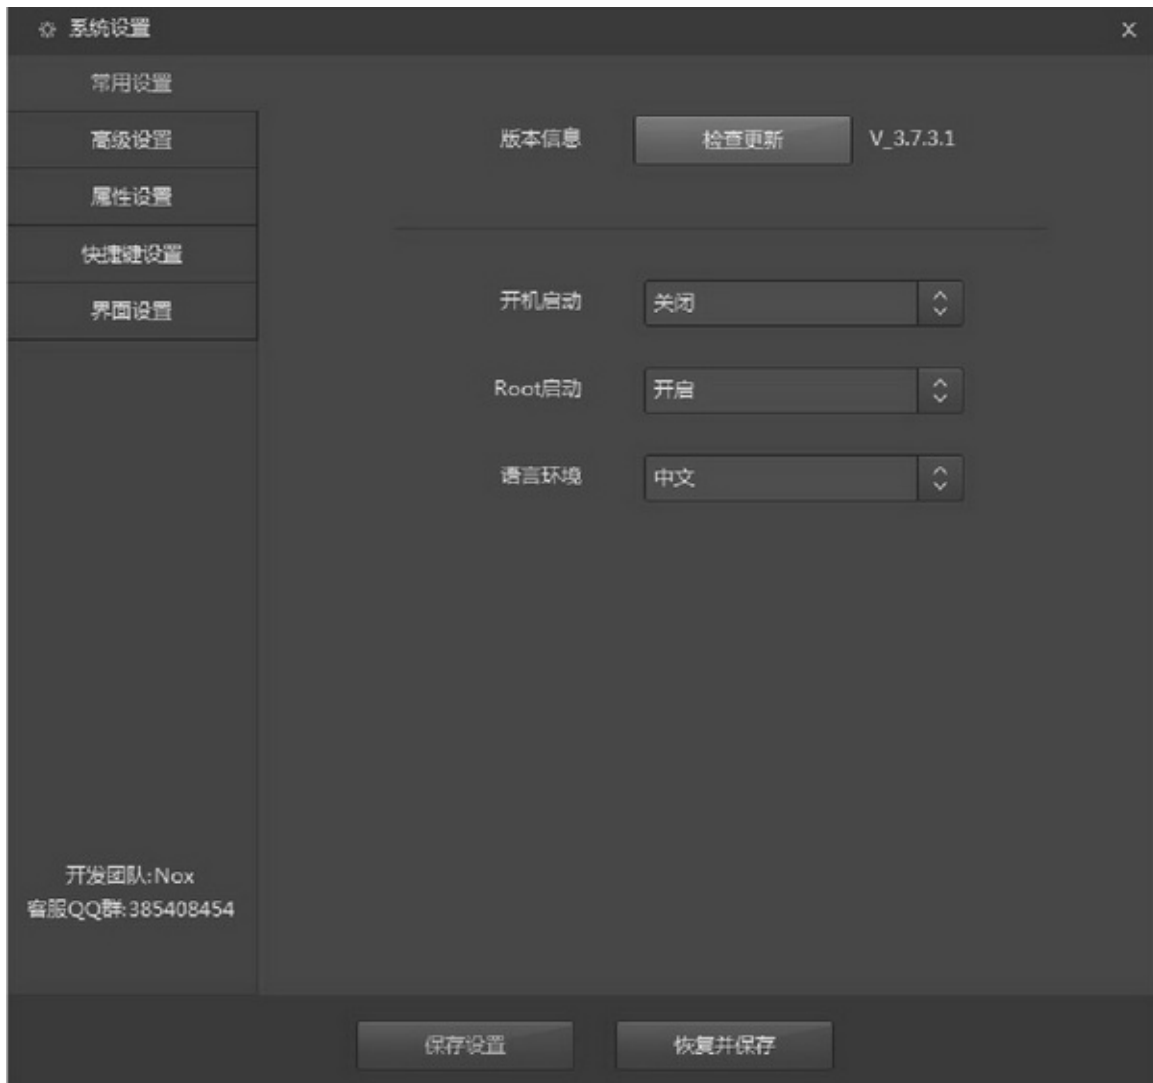 系统设置
X
常用设置
高级设置
属性设置
快捷键设置
界面设置
版本信息 检查更新 V_3.7.3.1
开机启动 关闭
Root启动 开启
语言环境 中文
开发团队:Nox
客服QQ群:385408454
保存设置 恢复并保存